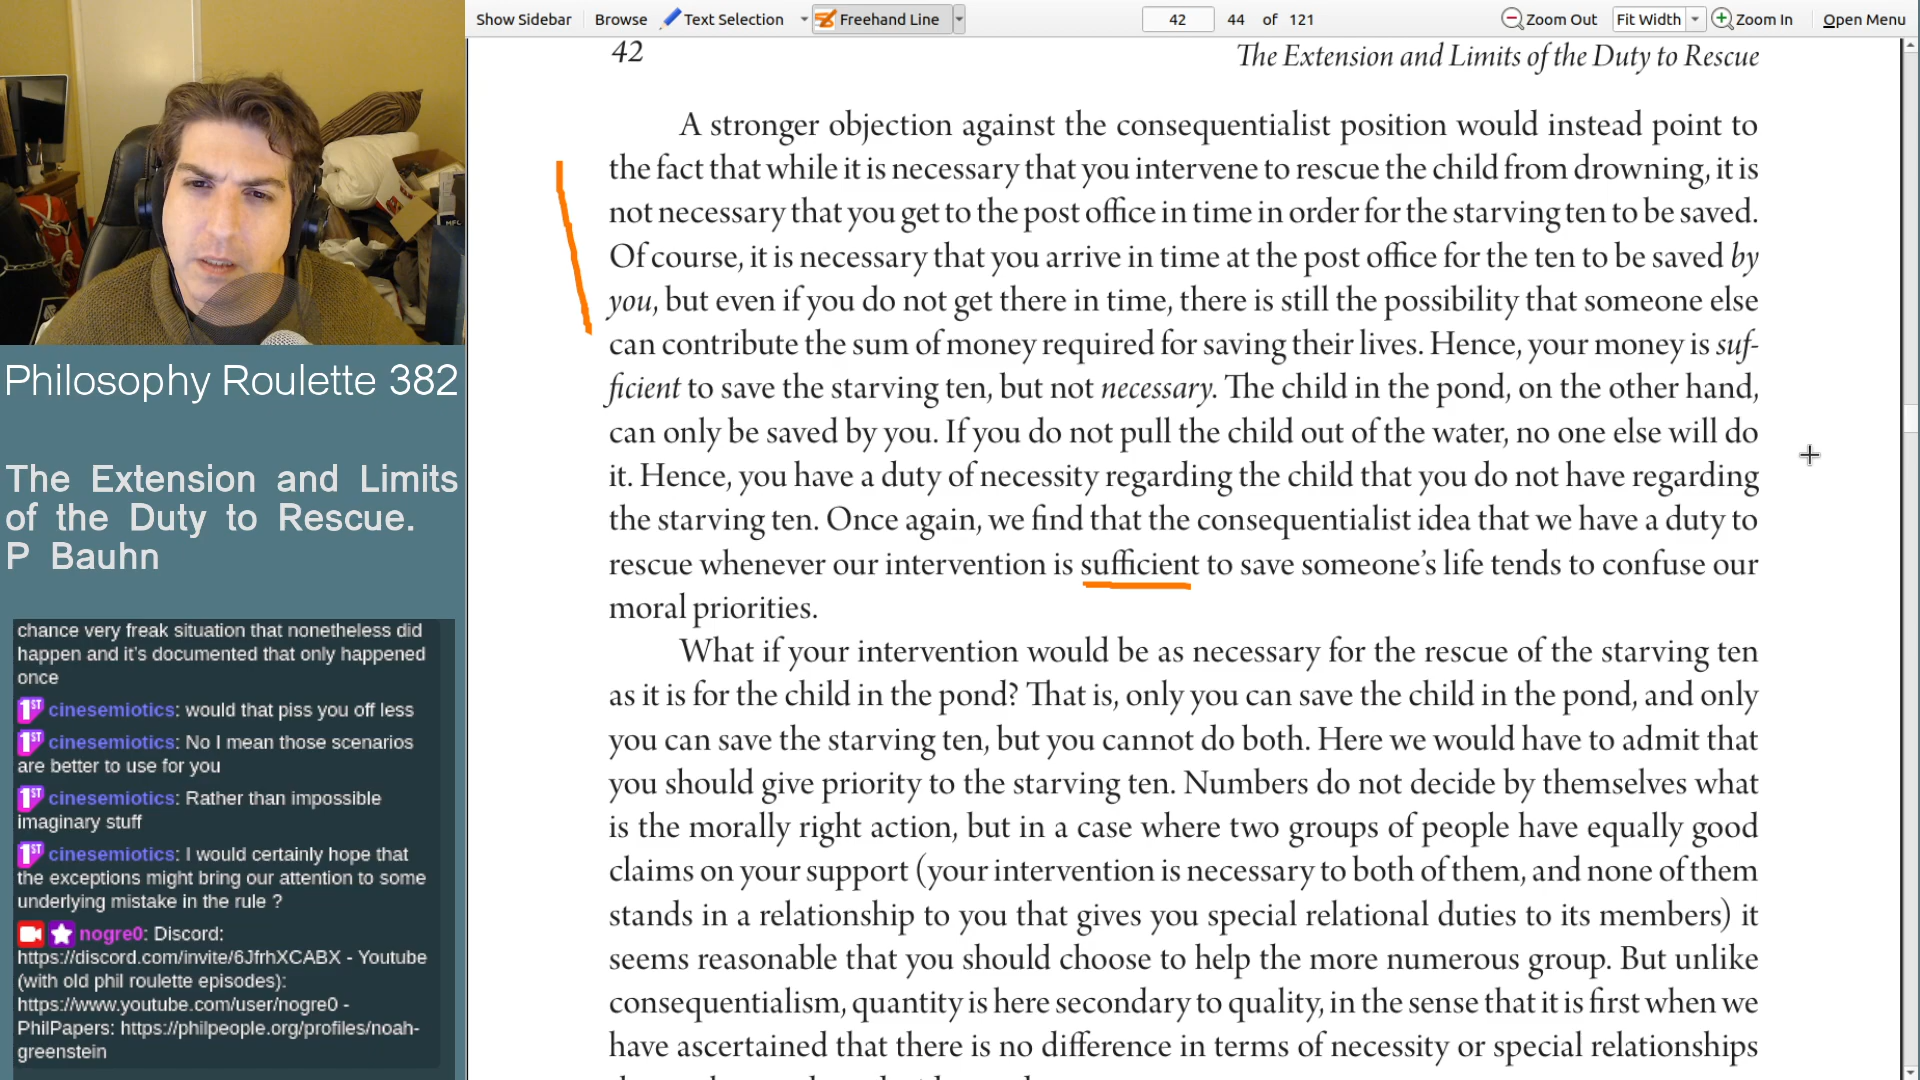 Show Sidebar Browse Text Selection Freehand Line 42 44 of 121 Zoom Out Fit Width Zoom In Open Menu
42 The Extension and Limits of the Duty to Rescue
A stronger objection against the consequentialist position would instead point to
the fact that while it is necessary that you intervene to rescue the child from drowning, it is
not necessary that you get to the post office in time in order for the starving ten to be saved.
Of course, it is necessary that you arrive in time at the post office for the ten to be saved by
you, but even if you do not get there in time, there is still the possibility that someone else
can contribute the sum of money required for saving their lives. Hence, your money is suf-
ficient to save the starving ten, but not necessary. The child in the pond, on the other hand,
can only be saved by you. If you do not pull the child out of the water, no one else will do
it. Hence, you have a duty of necessity regarding the child that you do not have regarding
the starving ten. Once again, we find that the consequentialist idea that we have a duty to
rescue whenever our intervention is sufficient to save someone's life tends to confuse our
moral priorities.
What if your intervention would be as necessary for the rescue of the starving ten
as it is for the child in the pond? That is, only you can save the child in the pond, and only
you can save the starving ten, but you cannot do both. Here we would have to admit that
you should give priority to the starving ten. Numbers do not decide by themselves what
is the morally right action, but in a case where two groups of people have equally good
claims on your support (your intervention is necessary to both of them, and none of them
stands in a relationship to you that gives you special relational duties to its members) it
seems reasonable that you should choose to help the more numerous group. But unlike
consequentialism, quantity is here secondary to quality, in the sense that it is first when we
have ascertained that there is no difference in terms of necessity or special relationships
Philosophy Roulette 382
The Extension and Limits
of the Duty to Rescue.
P Bauhn
chance very freak situation that nonetheless did
happen and it's documented that only happened
once
1ST cinesemiotics: would that piss you off less
1ST cinesemiotics: No I mean those scenarios
are better to use for you
1ST cinesemiotics: Rather than impossible
imaginary stuff
1ST cinesemiotics: I would certainly hope that
the exceptions might bring our attention to some
underlying mistake in the rule ?
nogre0: Discord:
https://discord.com/invite/6JfrhXCABX - Youtube
(with old phil roulette episodes):
https://www.youtube.com/user/nogre0 -
PhilPapers: https://philpeople.org/profiles/noah-
greenstein